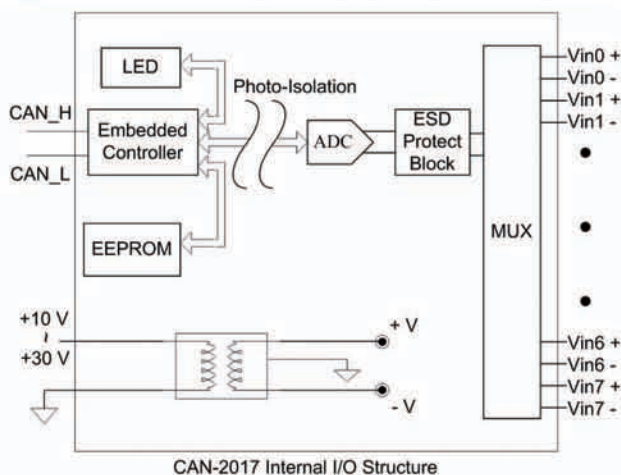 LED
Photo-Isolation
Vin0 +
Vin0 -
Vin1 +
Vin1 -
CAN_H
CAN_L
Embedded
Controller
ADC
ESD
Protect
Block
MUX
EEPROM
+10 V
~
+30 V
+ V
- V
Vin6 +
Vin6 -
Vin7 +
Vin7 -
CAN-2017 Internal I/O Structure